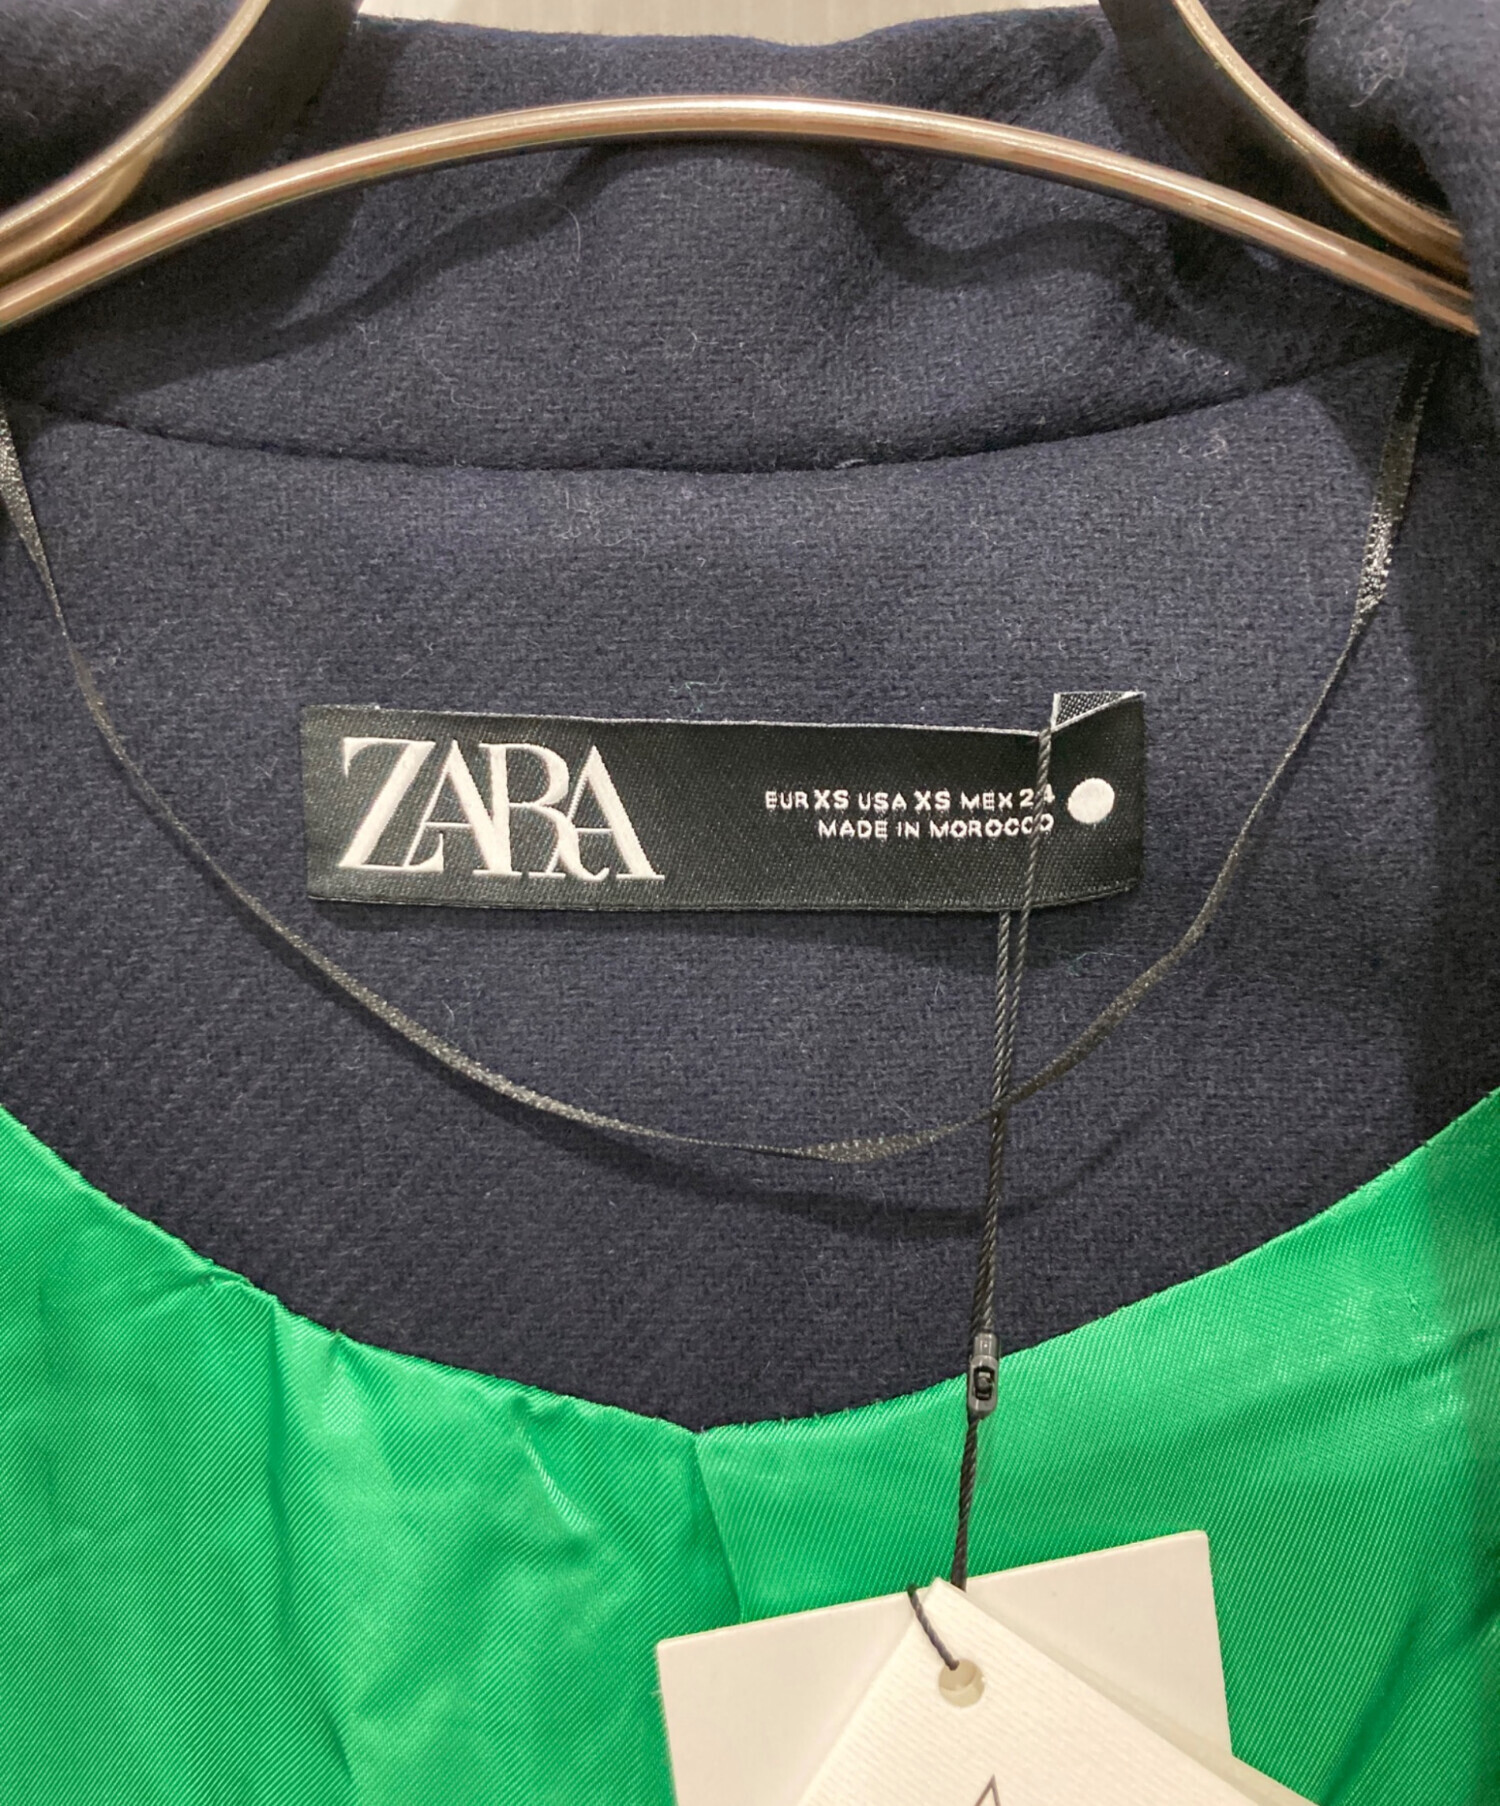 ZARA
EUR XS USA XS MEX 24
MADE IN MOROCCO